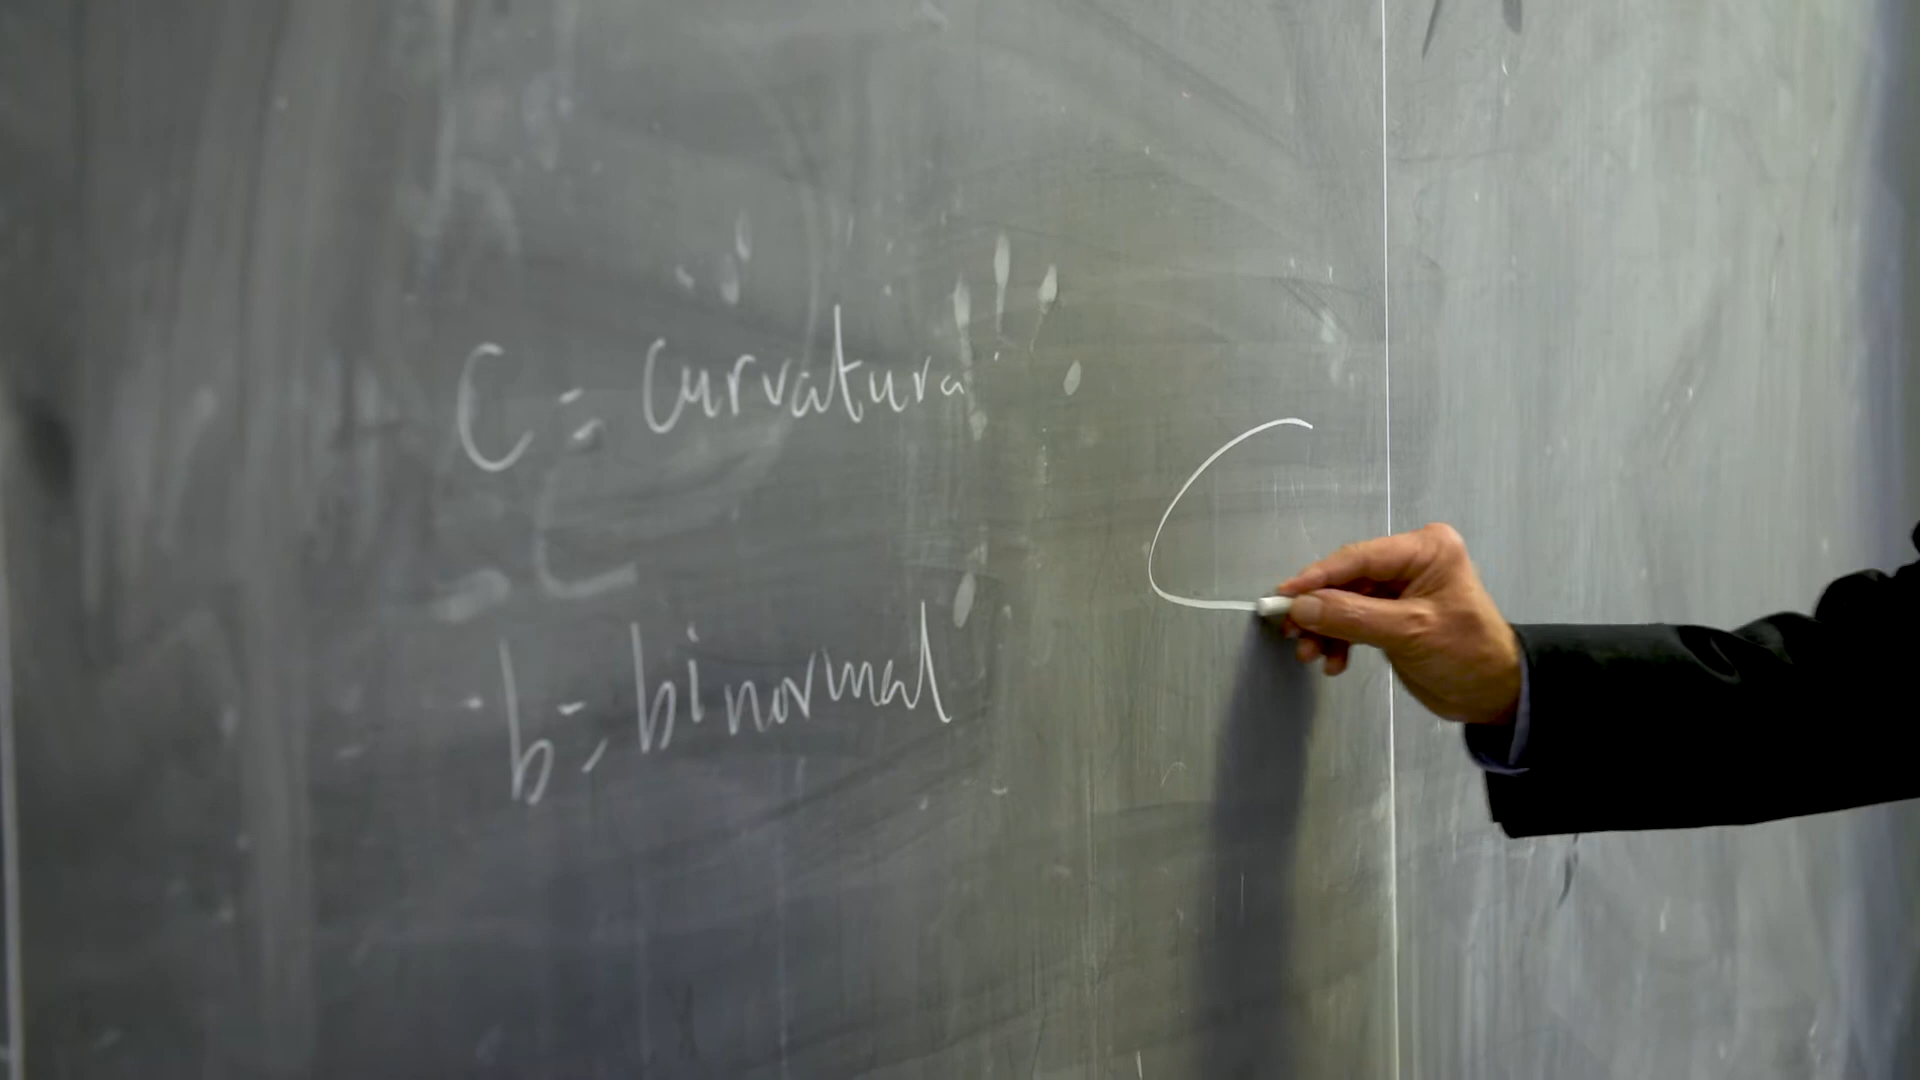 C = Curvatura
b = binormal